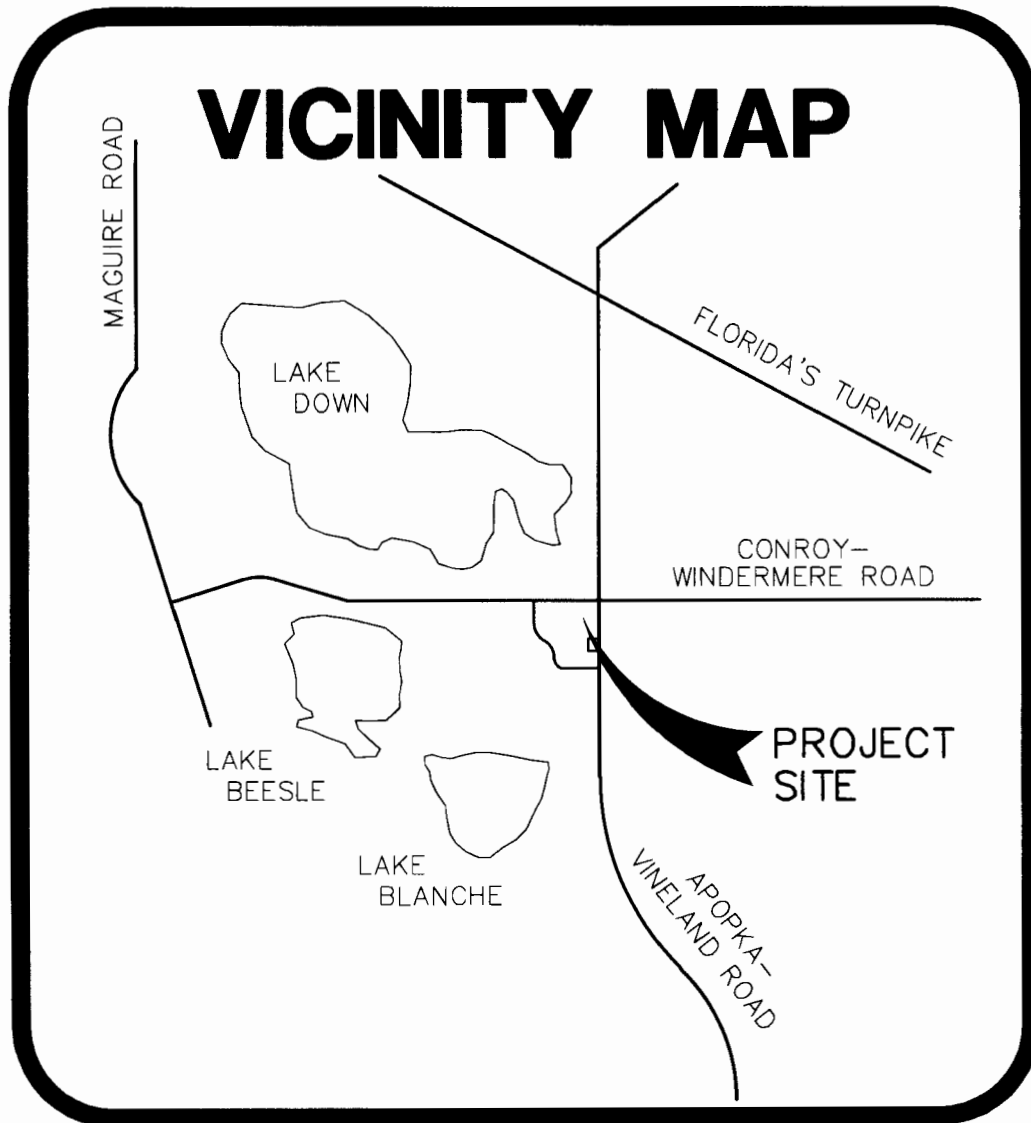 VICINITY MAP
MAGUIRE ROAD
FLORIDA'S TURNPIKE
LAKE
DOWN
CONROY-
WINDERMERE ROAD
PROJECT
SITE
LAKE
BEESLE
LAKE
BLANCHE
APOPKA-
VINELAND ROAD